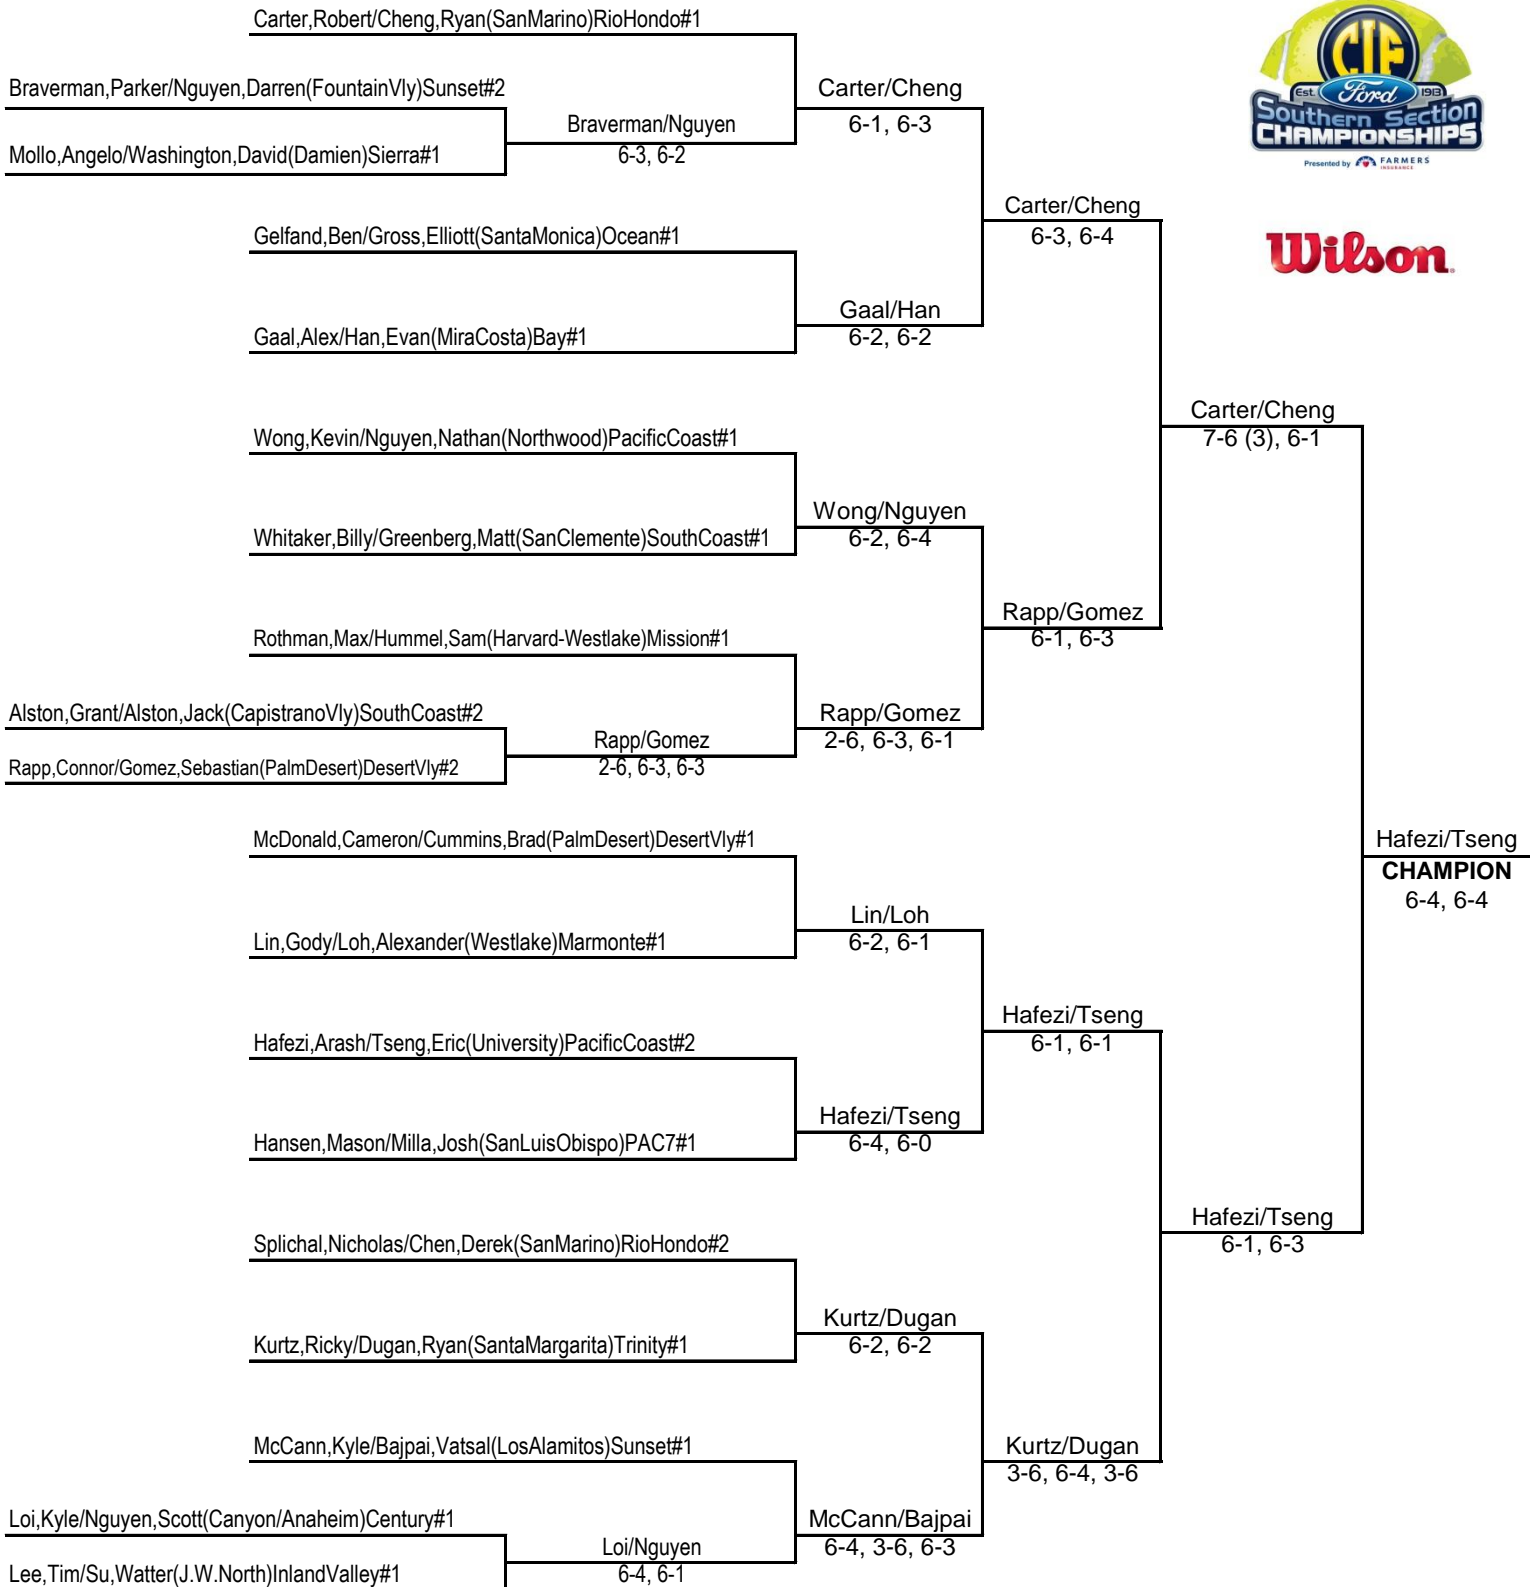 Carter,Robert/Cheng,Ryan(SanMarino)RioHondo#1
Braverman,Parker/Nguyen,Darren(FountainVly)Sunset#2
Mollo,Angelo/Washington,David(Damien)Sierra#1
Braverman/Nguyen
6-3, 6-2
Carter/Cheng
6-1, 6-3
CIF
Est. Ford 1913
Southern Section
CHAMPIONSHIPS
Presented by FARMERS
INSURANCE
Wilson
Gelfand,Ben/Gross,Elliott(SantaMonica)Ocean#1
Gaal,Alex/Han,Evan(MiraCosta)Bay#1
Gaal/Han
6-2, 6-2
Carter/Cheng
6-3, 6-4
Wong,Kevin/Nguyen,Nathan(Northwood)PacificCoast#1
Whitaker,Billy/Greenberg,Matt(SanClemente)SouthCoast#1
Wong/Nguyen
6-2, 6-4
Carter/Cheng
7-6 (3), 6-1
Rothman,Max/Hummel,Sam(Harvard-Westlake)Mission#1
Alston,Grant/Alston,Jack(CapistranoVly)SouthCoast#2
Rapp,Connor/Gomez,Sebastian(PalmDesert)DesertVly#2
Rapp/Gomez
2-6, 6-3, 6-3
Rapp/Gomez
2-6, 6-3, 6-1
Rapp/Gomez
6-1, 6-3
McDonald,Cameron/Cummins,Brad(PalmDesert)DesertVly#1
Lin,Gody/Loh,Alexander(Westlake)Marmonte#1
Lin/Loh
6-2, 6-1
Hafezi/Tseng
CHAMPION
6-4, 6-4
Hafezi,Arash/Tseng,Eric(University)PacificCoast#2
Hansen,Mason/Milla,Josh(SanLuisObispo)PAC7#1
Hafezi/Tseng
6-4, 6-0
Hafezi/Tseng
6-1, 6-1
Splichal,Nicholas/Chen,Derek(SanMarino)RioHondo#2
Kurtz,Ricky/Dugan,Ryan(SantaMargarita)Trinity#1
Kurtz/Dugan
6-2, 6-2
Hafezi/Tseng
6-1, 6-3
McCann,Kyle/Bajpai,Vatsal(LosAlamitos)Sunset#1
Loi,Kyle/Nguyen,Scott(Canyon/Anaheim)Century#1
Lee,Tim/Su,Watter(J.W.North)InlandValley#1
Loi/Nguyen
6-4, 6-1
McCann/Bajpai
6-4, 3-6, 6-3
Kurtz/Dugan
3-6, 6-4, 3-6